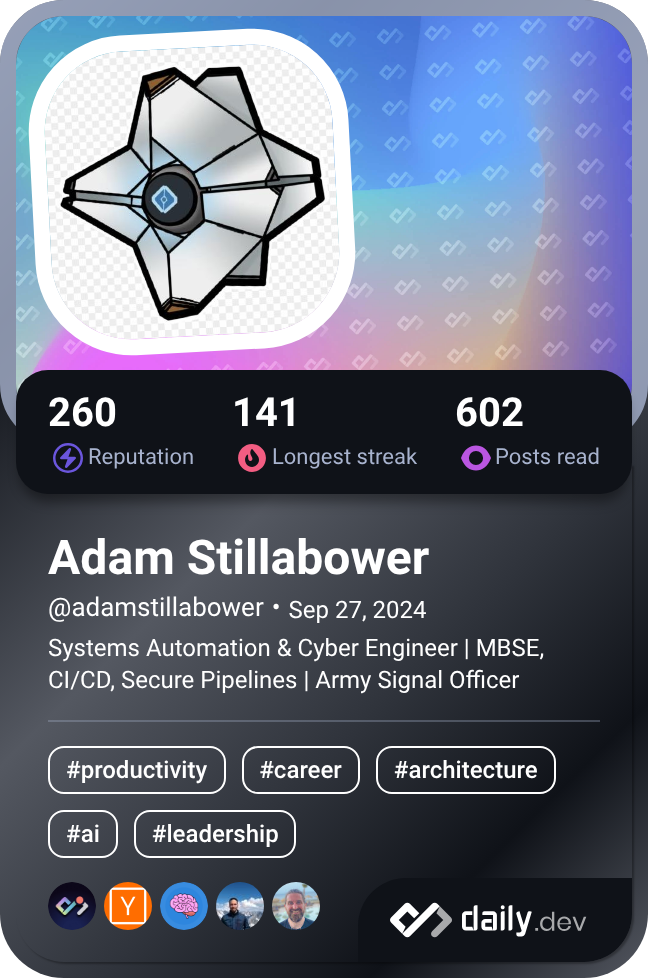 260 141 602
Reputation Longest streak Posts read
Adam Stillabower
@adamstillabower • Sep 27, 2024
Systems Automation & Cyber Engineer | MBSE,
CI/CD, Secure Pipelines | Army Signal Officer
#productivity #career #architecture
#ai #leadership
Y
daily.dev